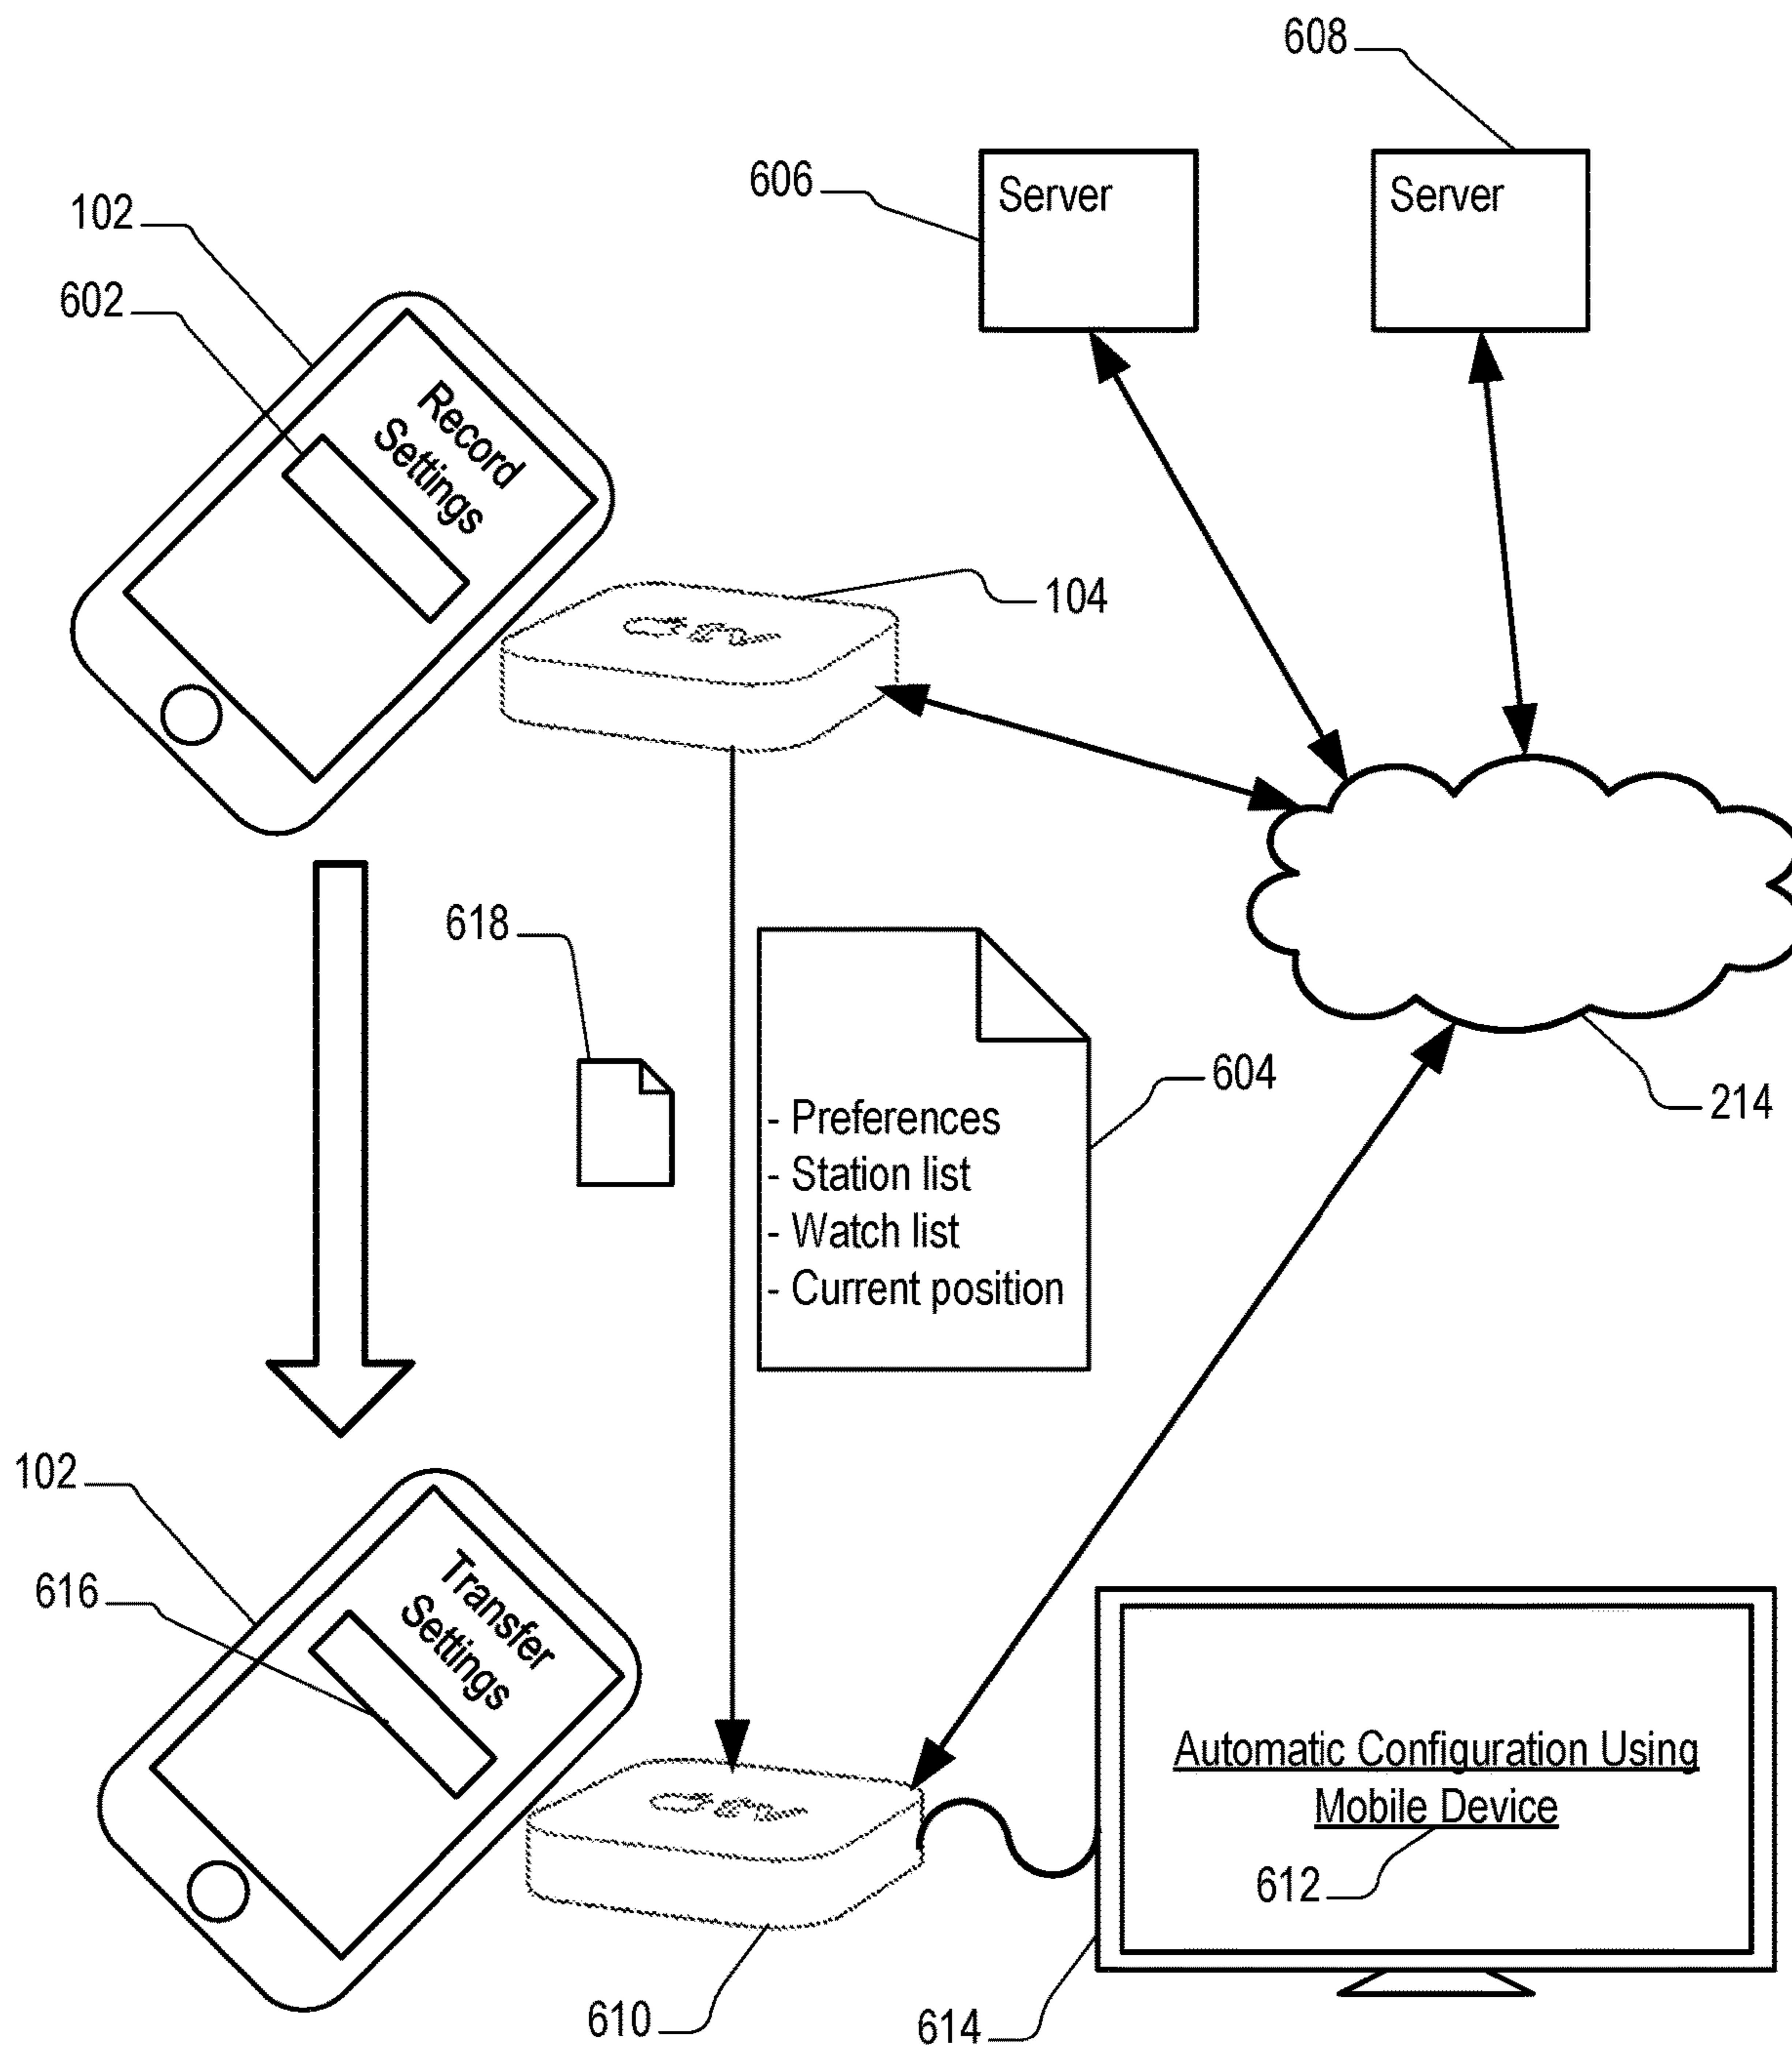 608
606
Server
Server
102
602
Record
Settings
104
618
604
- Preferences
- Station list
- Watch list
- Current position
214
102
616
Transfer
Settings
Automatic Configuration Using
Mobile Device
612
610
614